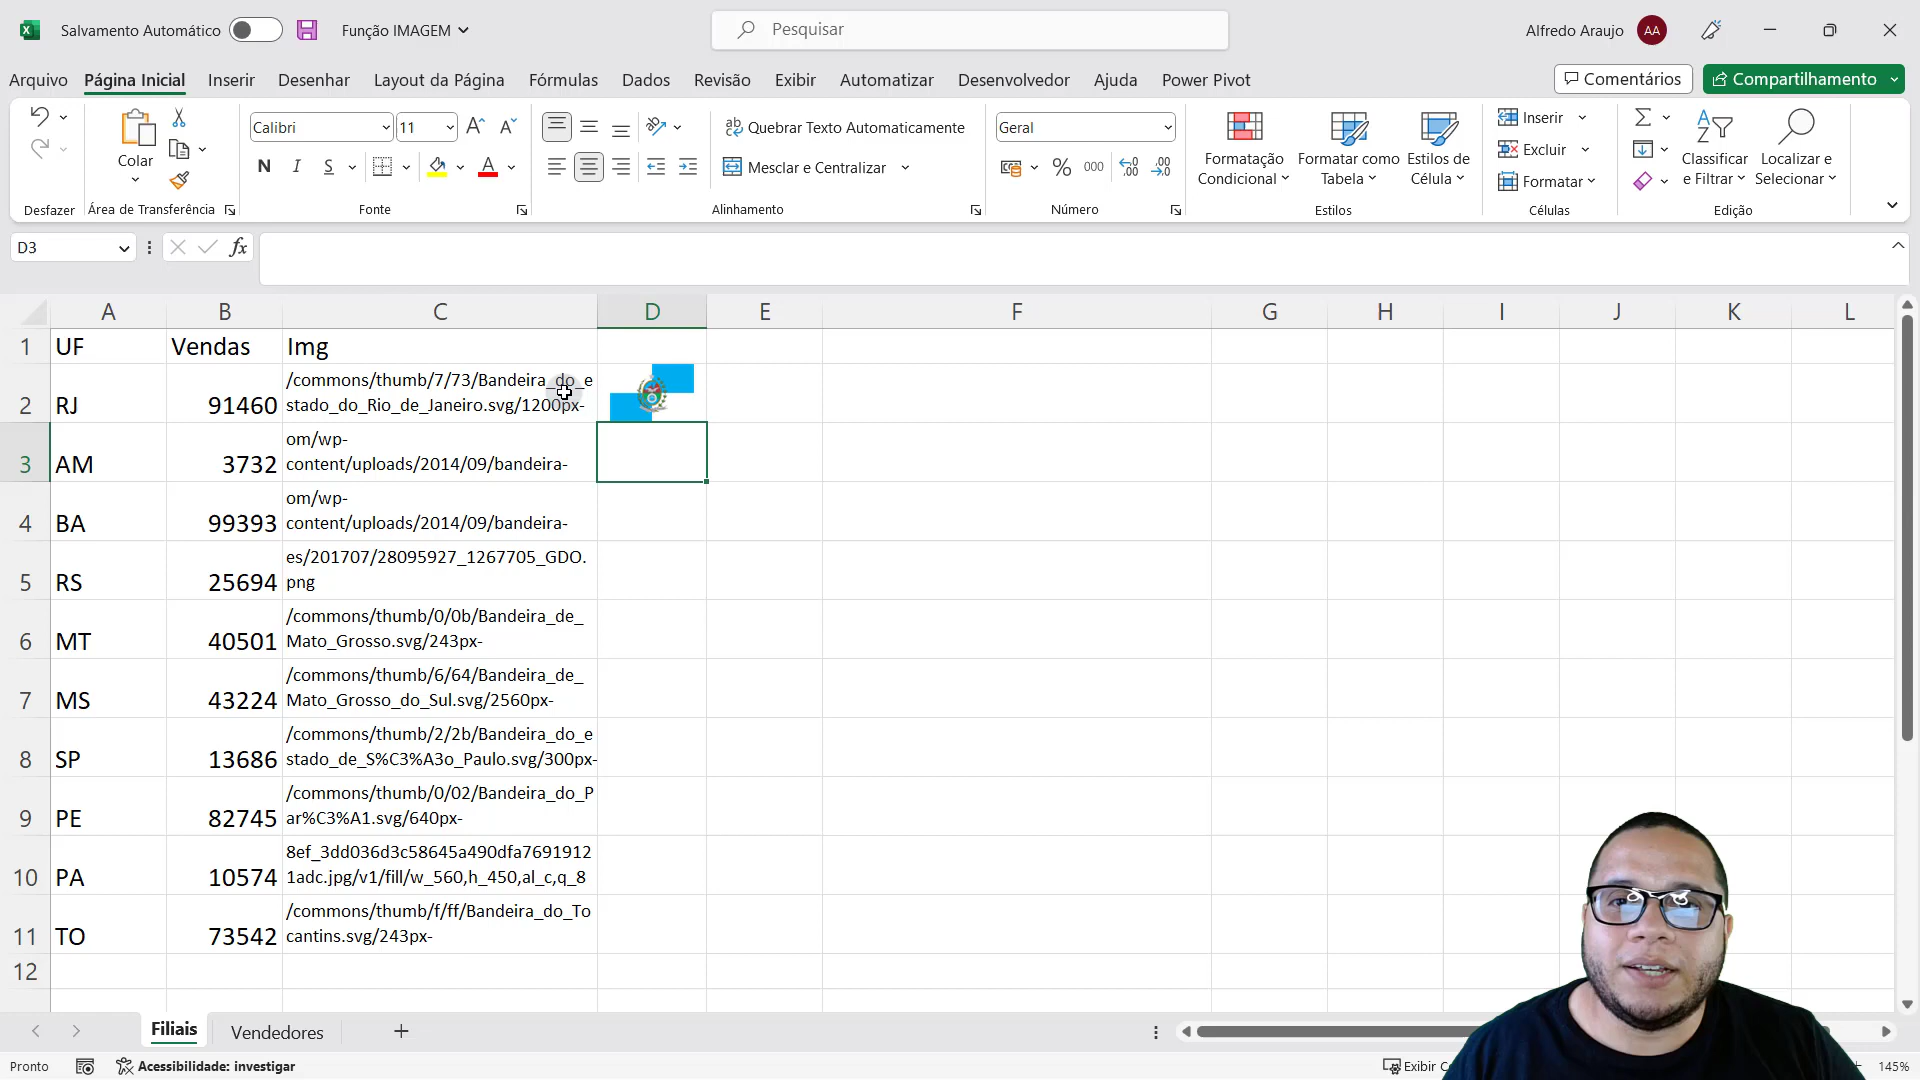 Salvamento Automático
Função IMAGEM
Pesquisar
Alfredo Araujo
AA
Arquivo
Página Inicial
Inserir
Desenhar
Layout da Página
Fórmulas
Dados
Revisão
Exibir
Automatizar
Desenvolvedor
Ajuda
Power Pivot
Comentários
Compartilhamento
Colar
Calibri
11
N I S
Quebrar Texto Automaticamente
Mesclar e Centralizar
Geral
% 000
Formatação Condicional
Formatar como Tabela
Estilos de Célula
Inserir
Excluir
Formatar
Classificar e Filtrar
Localizar e Selecionar
Desfazer
Área de Transferência
Fonte
Alinhamento
Número
Estilos
Células
Edição
D3
fx
A B C D E F G H I J K L
1 UF Vendas Img
2 RJ 91460 /commons/thumb/7/73/Bandeira_do_e
stado_do_Rio_de_Janeiro.svg/1200px-
3 AM 3732 om/wp-
content/uploads/2014/09/bandeira-
4 BA 99393 om/wp-
content/uploads/2014/09/bandeira-
5 RS 25694 es/201707/28095927_1267705_GDO.
png
6 MT 40501 /commons/thumb/0/0b/Bandeira_de_
Mato_Grosso.svg/243px-
7 MS 43224 /commons/thumb/6/64/Bandeira_de_
Mato_Grosso_do_Sul.svg/2560px-
8 SP 13686 /commons/thumb/2/2b/Bandeira_do_e
stado_de_S%C3%A3o_Paulo.svg/300px-
9 PE 82745 /commons/thumb/0/02/Bandeira_do_P
ar%C3%A1.svg/640px-
10 PA 10574 8ef_3dd036d3c58645a490dfa7691912
1adc.jpg/v1/fill/w_560,h_450,al_c,q_8
11 TO 73542 /commons/thumb/f/ff/Bandeira_do_To
cantins.svg/243px-
12
Filiais
Vendedores
Pronto
Acessibilidade: investigar
Exibir
145%